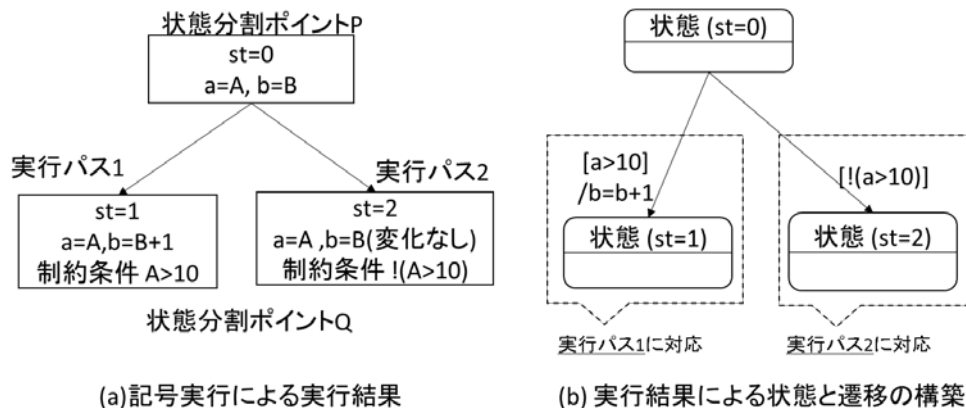 状態分割ポイントP
st=0
a=A, b=B
実行パス1
実行パス2
st=1
a=A,b=B+1
制約条件 A>10
st=2
a=A ,b=B(変化なし)
制約条件 !(A>10)
状態分割ポイントQ
(a)記号実行による実行結果
状態 (st=0)
[a>10]
/b=b+1
[!(a>10)]
状態 (st=1)
状態 (st=2)
実行パス1に対応
実行パス2に対応
(b) 実行結果による状態と遷移の構築